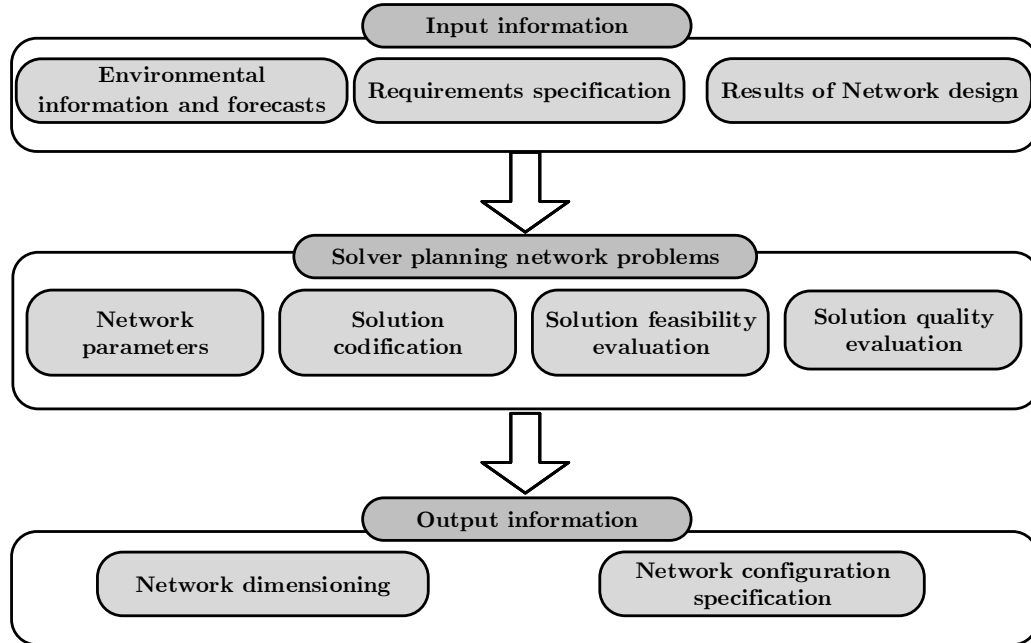 Input information
Environmental
information and forecasts
Requirements specification
Results of Network design
Solver planning network problems
Network
parameters
Solution
codification
Solution feasibility
evaluation
Solution quality
evaluation
Output information
Network dimensioning
Network configuration
specification